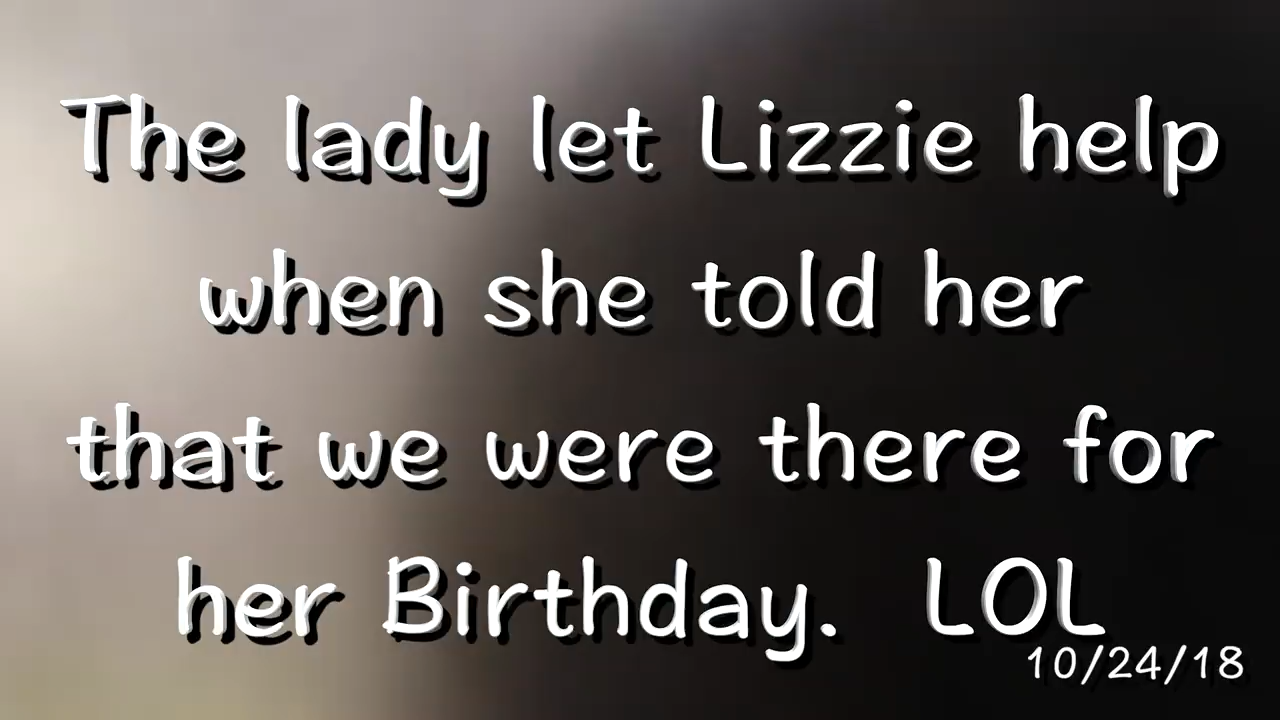 The lady let Lizzie help
when she told her
that we were there for
her Birthday. LOL
10/24/18